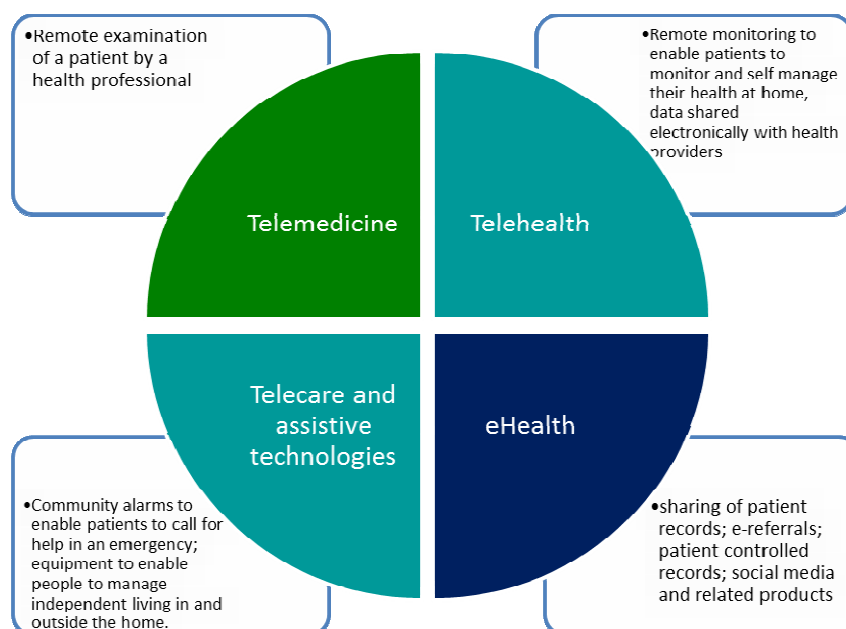 •Remote examination
of a patient by a
health professional
•Remote monitoring to
enable patients to
monitor and self manage
their health at home,
data shared
electronically with health
providers
Telemedicine
Telehealth
Telecare and
assistive
technologies
eHealth
•Community alarms to
enable patients to call for
help in an emergency;
equipment to enable
people to manage
independent living in and
outside the home.
•sharing of patient
records; e-referrals;
patient controlled
records; social media
and related products